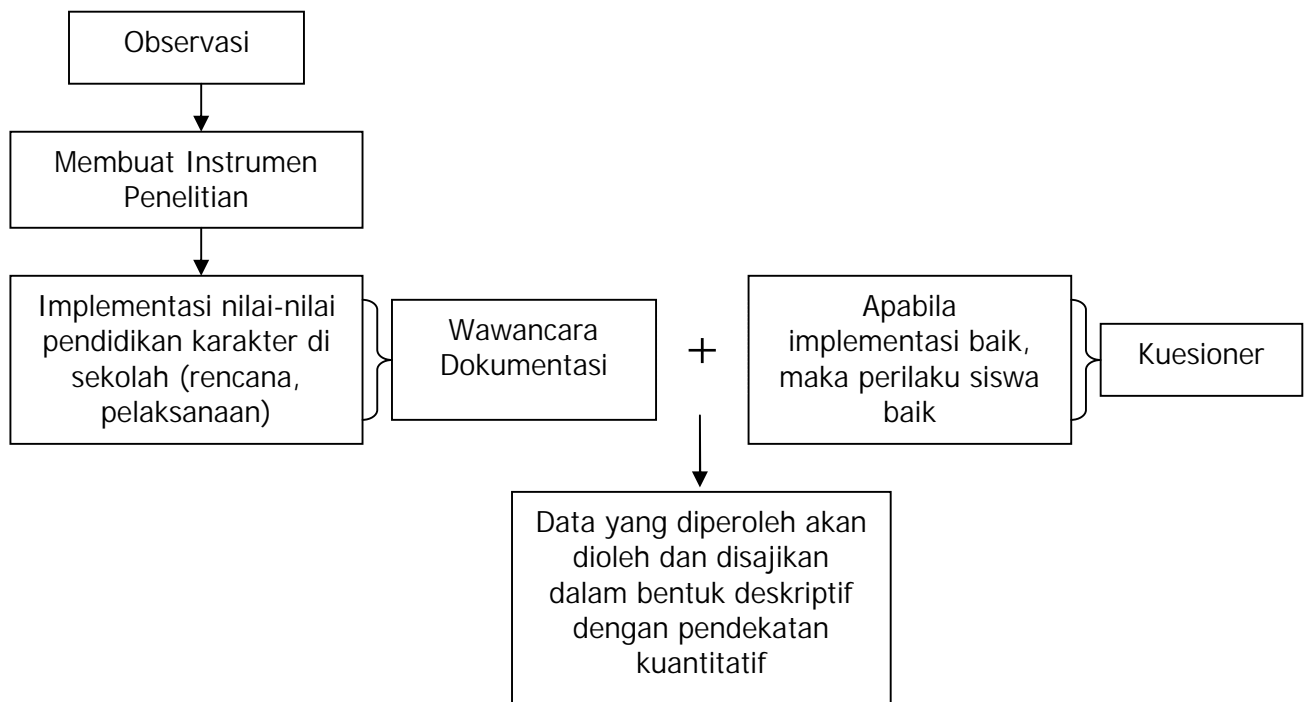 Observasi
Membuat Instrumen
Penelitian
Implementasi nilai-nilai
pendidikan karakter di
sekolah (rencana,
pelaksanaan)
Wawancara
Dokumentasi
+
Apabila
implementasi baik,
maka perilaku siswa
baik
Kuesioner
Data yang diperoleh akan
dioleh dan disajikan
dalam bentuk deskriptif
dengan pendekatan
kuantitatif